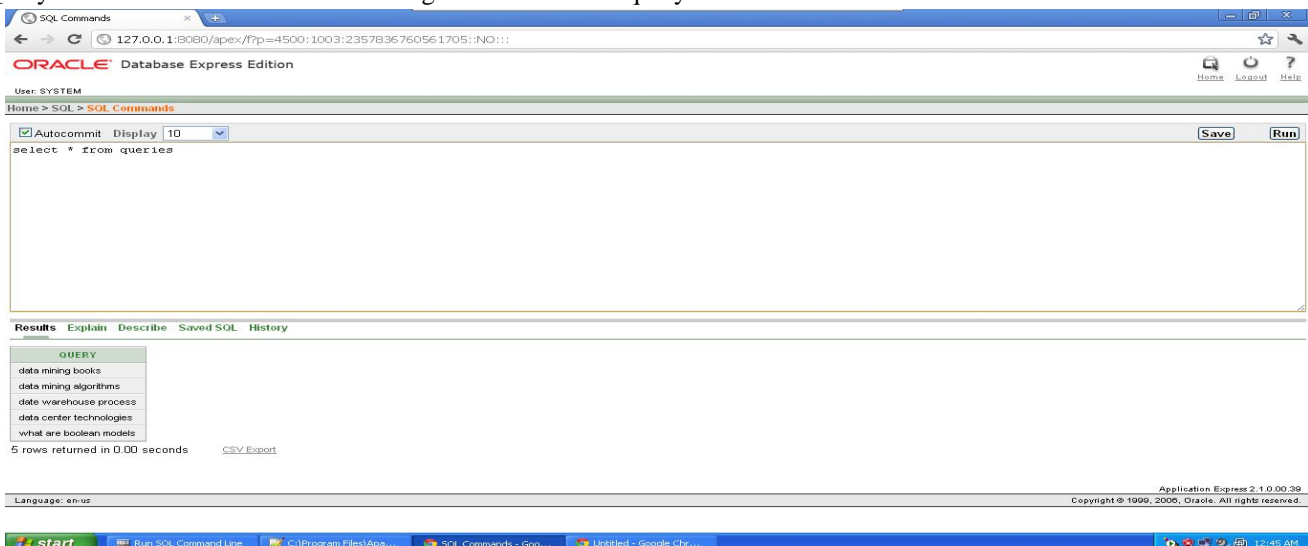 SQL Commands
127.0.0.1:8080/apex/f?p=4500:1003:2357836760561705::NO:::
ORACLE Database Express Edition
Home Logout Help
User: SYSTEM
Home > SQL > SQL Commands
Autocommit Display 10 Save Run
select * from queries
Results Explain Describe Saved SQL History
QUERY
data mining books
data mining algorithms
date warehouse process
data center technologies
what are boolean models
5 rows returned in 0.00 seconds CSV Export
Application Express 2.1.0.00.39
Language: en-us Copyright © 1999, 2006, Oracle. All rights reserved.
start Run SQL Command Line C:\Program Files\Apa... SQL Commands - Goo... Untitled - Google Chr... 12:45 AM